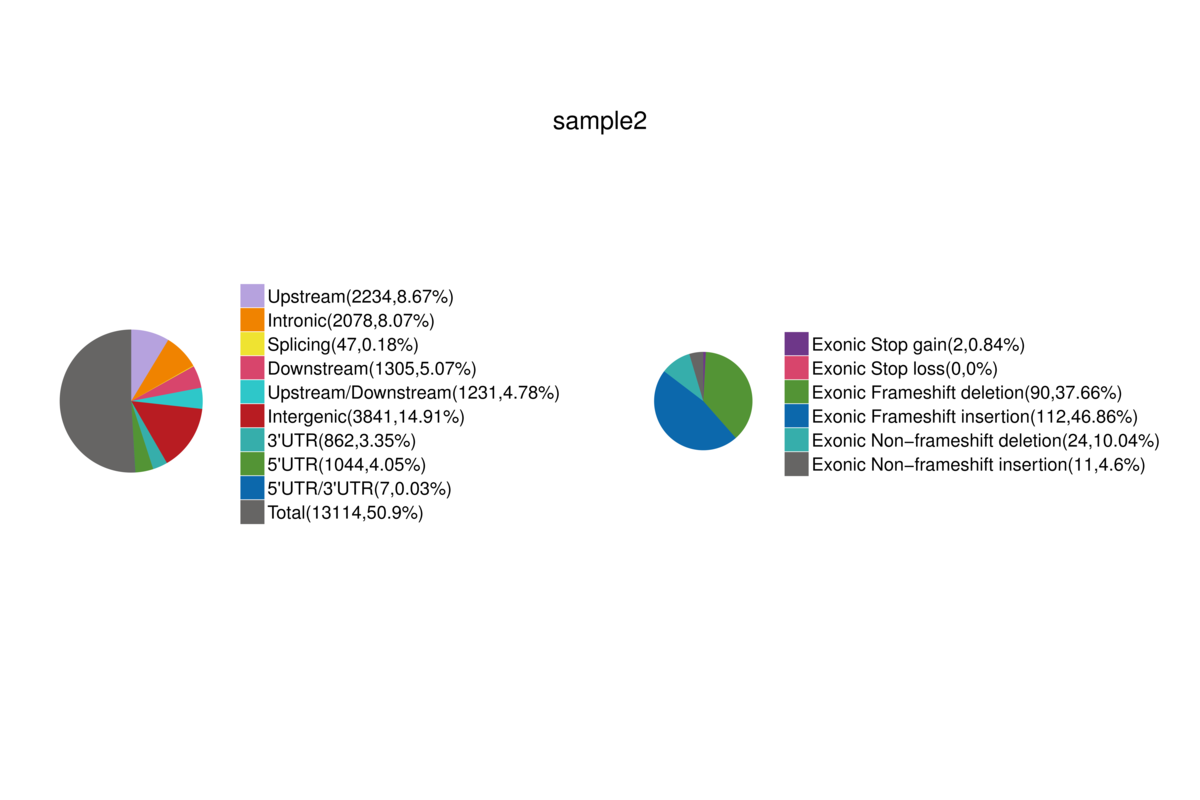 sample2
Upstream(2234,8.67%)
Intronic(2078,8.07%)
Splicing(47,0.18%)
Downstream(1305,5.07%)
Upstream/Downstream(1231,4.78%)
Intergenic(3841,14.91%)
3'UTR(862,3.35%)
5'UTR(1044,4.05%)
5'UTR/3'UTR(7,0.03%)
Total(13114,50.9%)
Exonic Stop gain(2,0.84%)
Exonic Stop loss(0,0%)
Exonic Frameshift deletion(90,37.66%)
Exonic Frameshift insertion(112,46.86%)
Exonic Non−frameshift deletion(24,10.04%)
Exonic Non−frameshift insertion(11,4.6%)